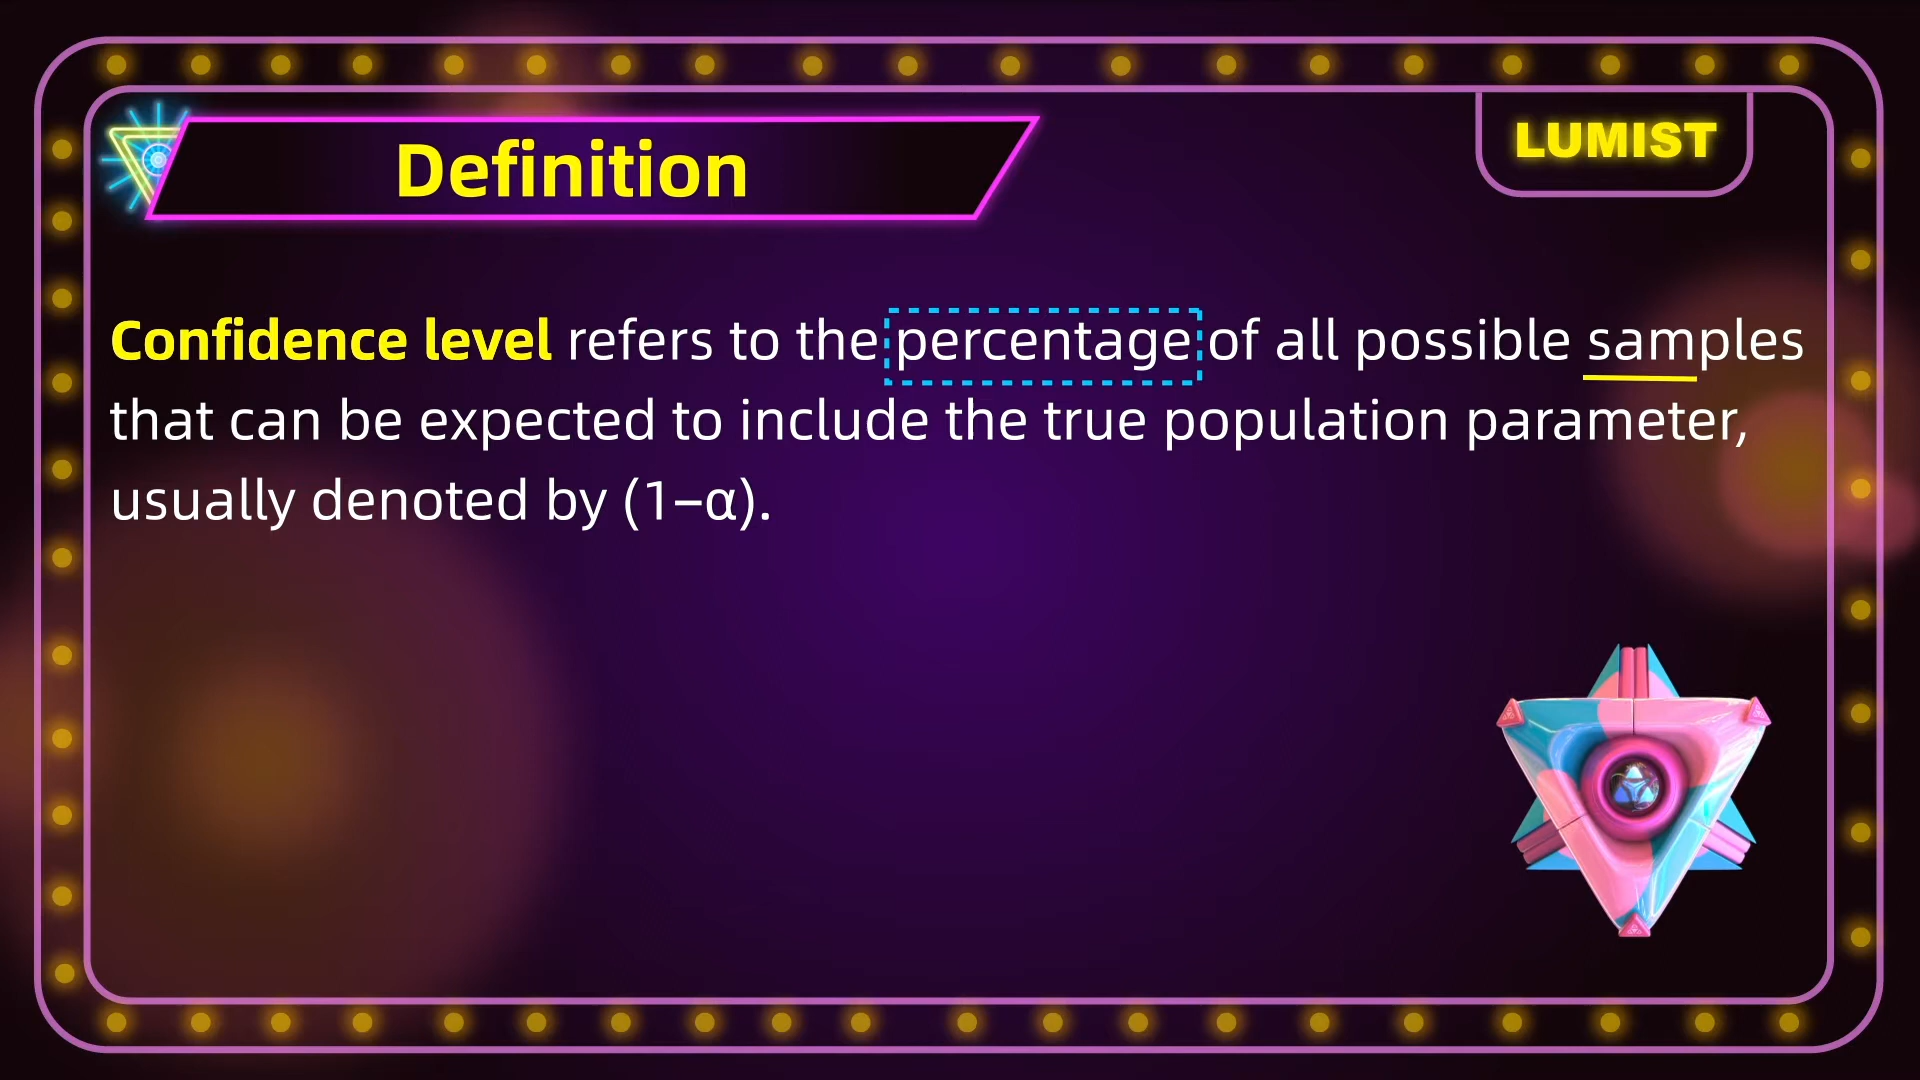 Definition
LUMIST
Confidence level refers to the percentage of all possible samples
that can be expected to include the true population parameter,
usually denoted by (1–α).